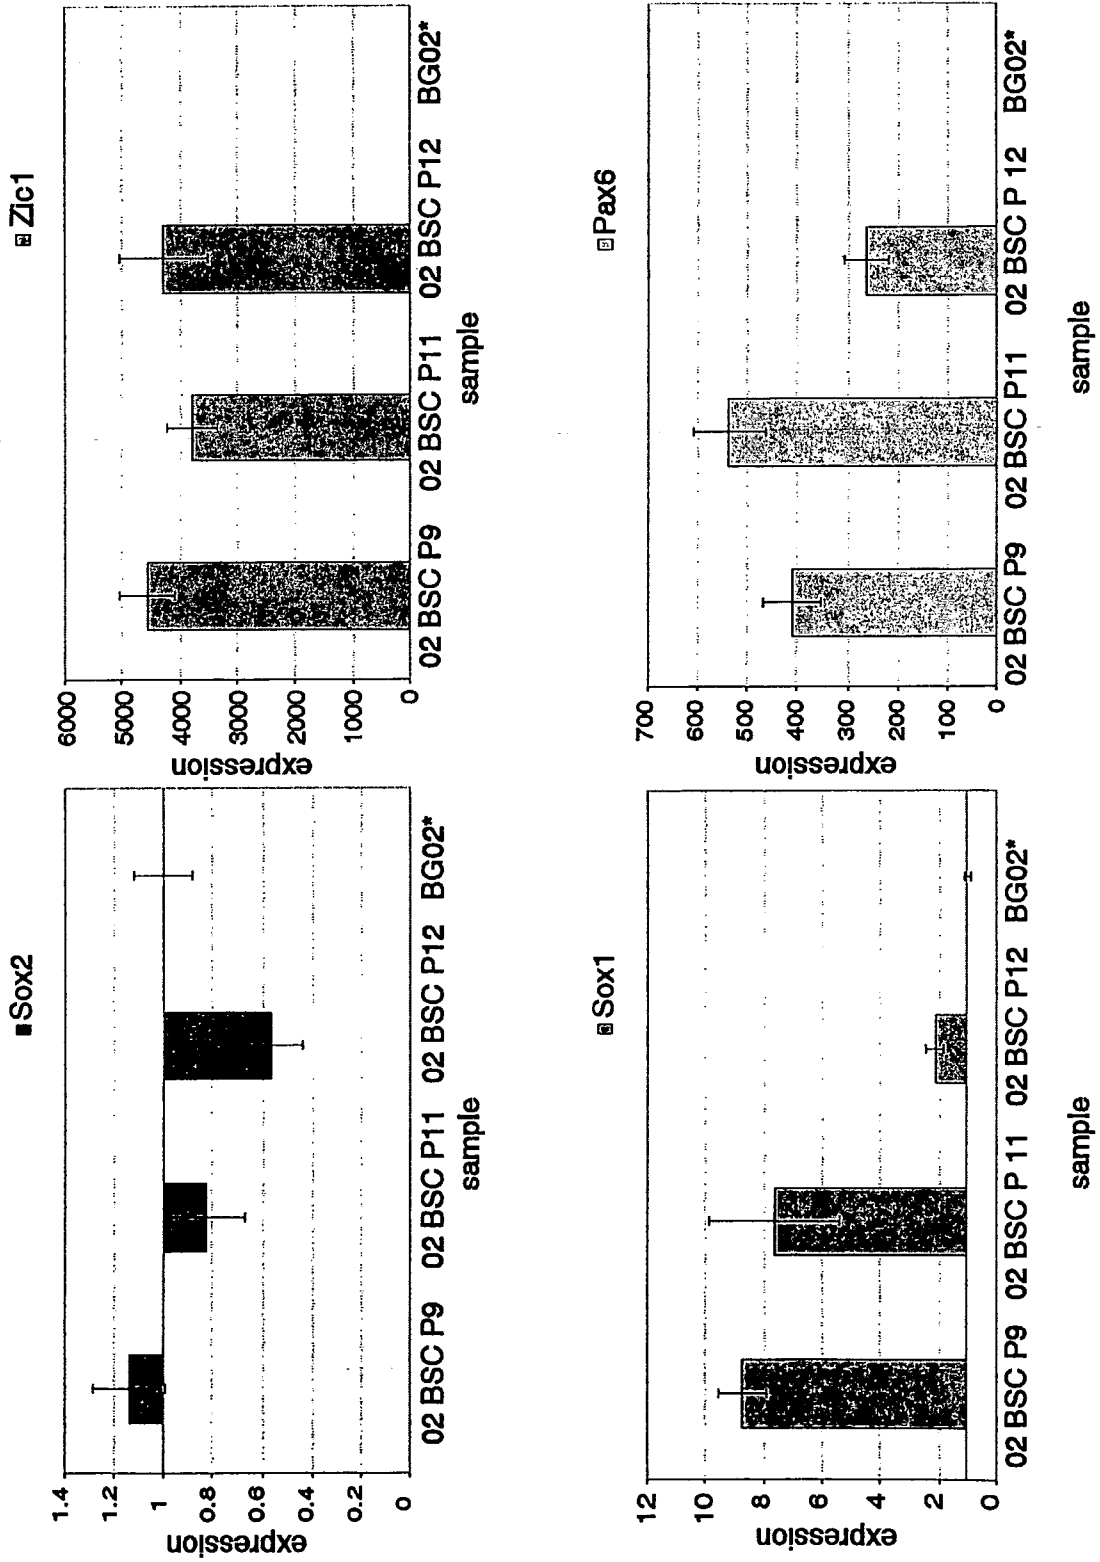 Sox2
1.4
1.2
1
0.8
0.6
0.4
0.2
0
expression
02 BSC P9 02 BSC P11 02 BSC P12 BG02*
sample
Zic1
6000
5000
4000
3000
2000
1000
0
expression
02 BSC P9 02 BSC P11 02 BSC P12 BG02*
sample
Sox1
12
10
8
6
4
2
0
expression
02 BSC P9 02 BSC P 11 02 BSC P12 BG02*
sample
Pax6
700
600
500
400
300
200
100
0
expression
02 BSC P9 02 BSC P11 02 BSC P 12 BG02*
sample